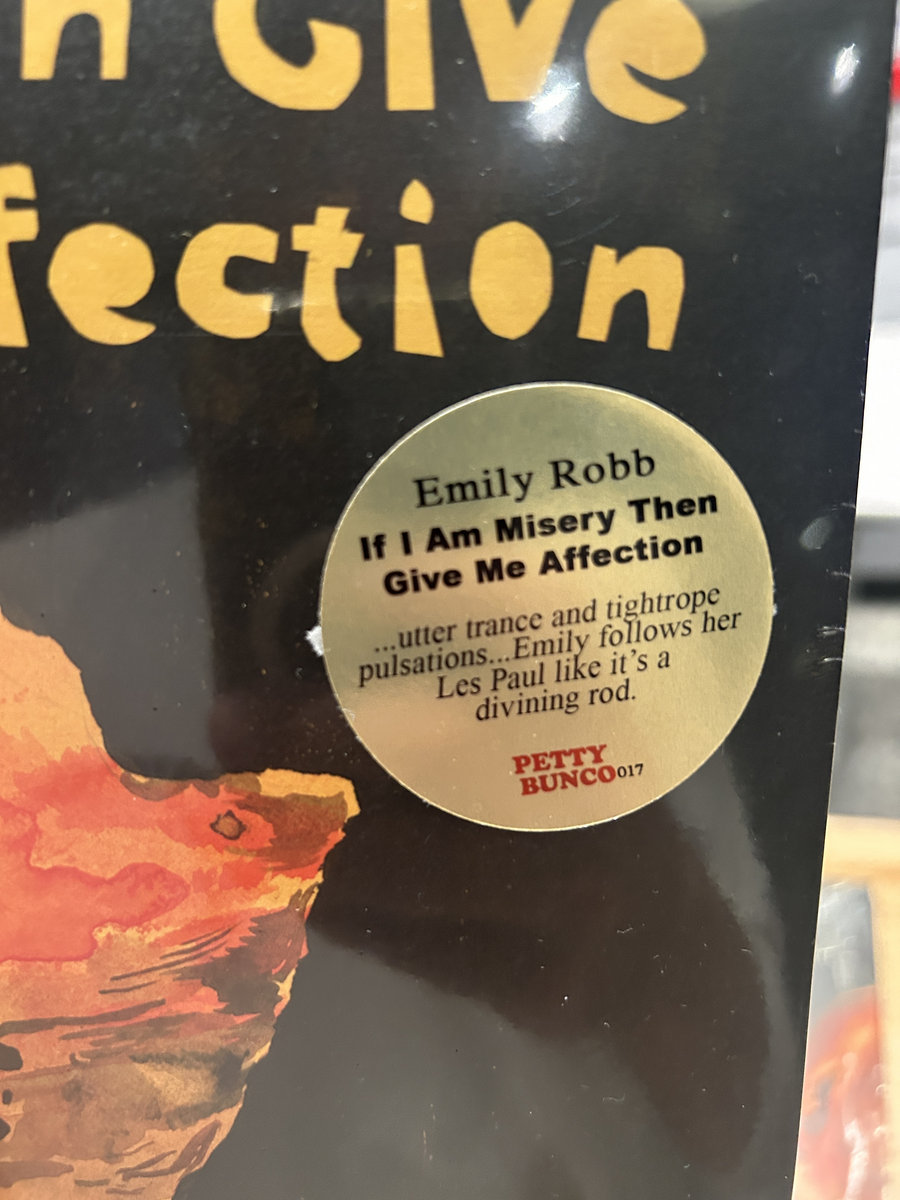 n Give
fection
Emily Robb
If I Am Misery Then
Give Me Affection
...utter trance and tightrope
pulsations...Emily follows her
Les Paul like it's a
divining rod.
PETTY
BUNCO017